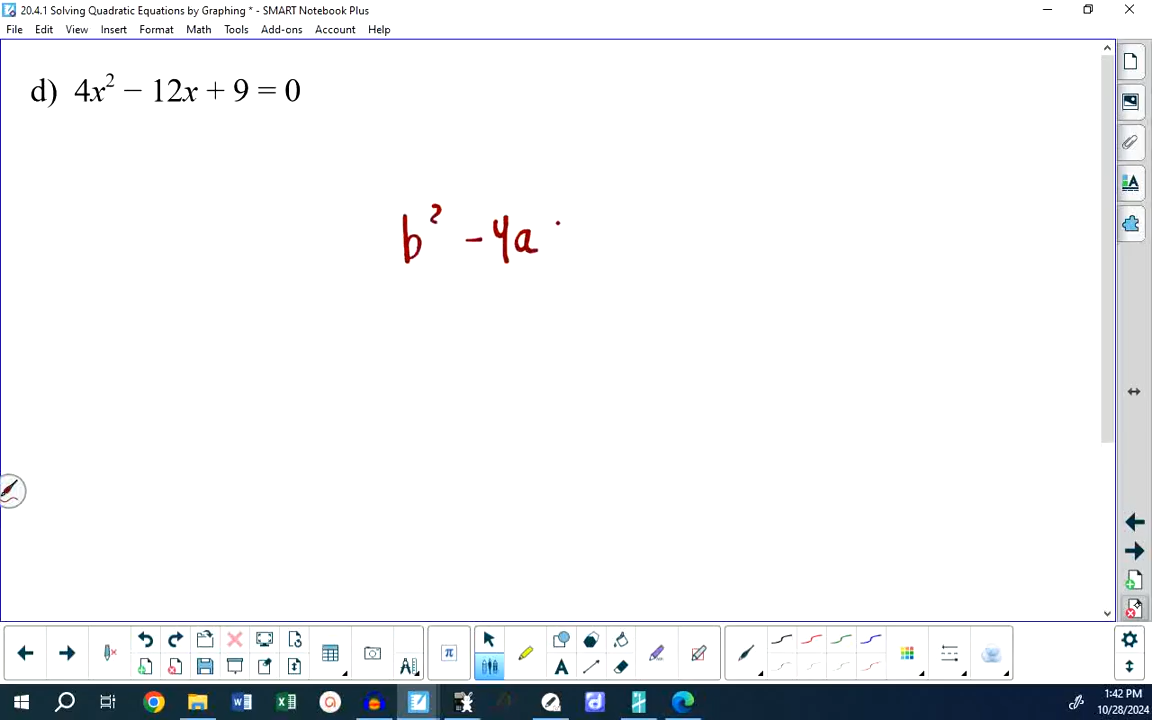 20.4.1 Solving Quadratic Equations by Graphing * - SMART Notebook Plus
File Edit View Insert Format Math Tools Add-ons Account Help
d) 4x² − 12x + 9 = 0
b² - 4a
1:42 PM
10/28/2024